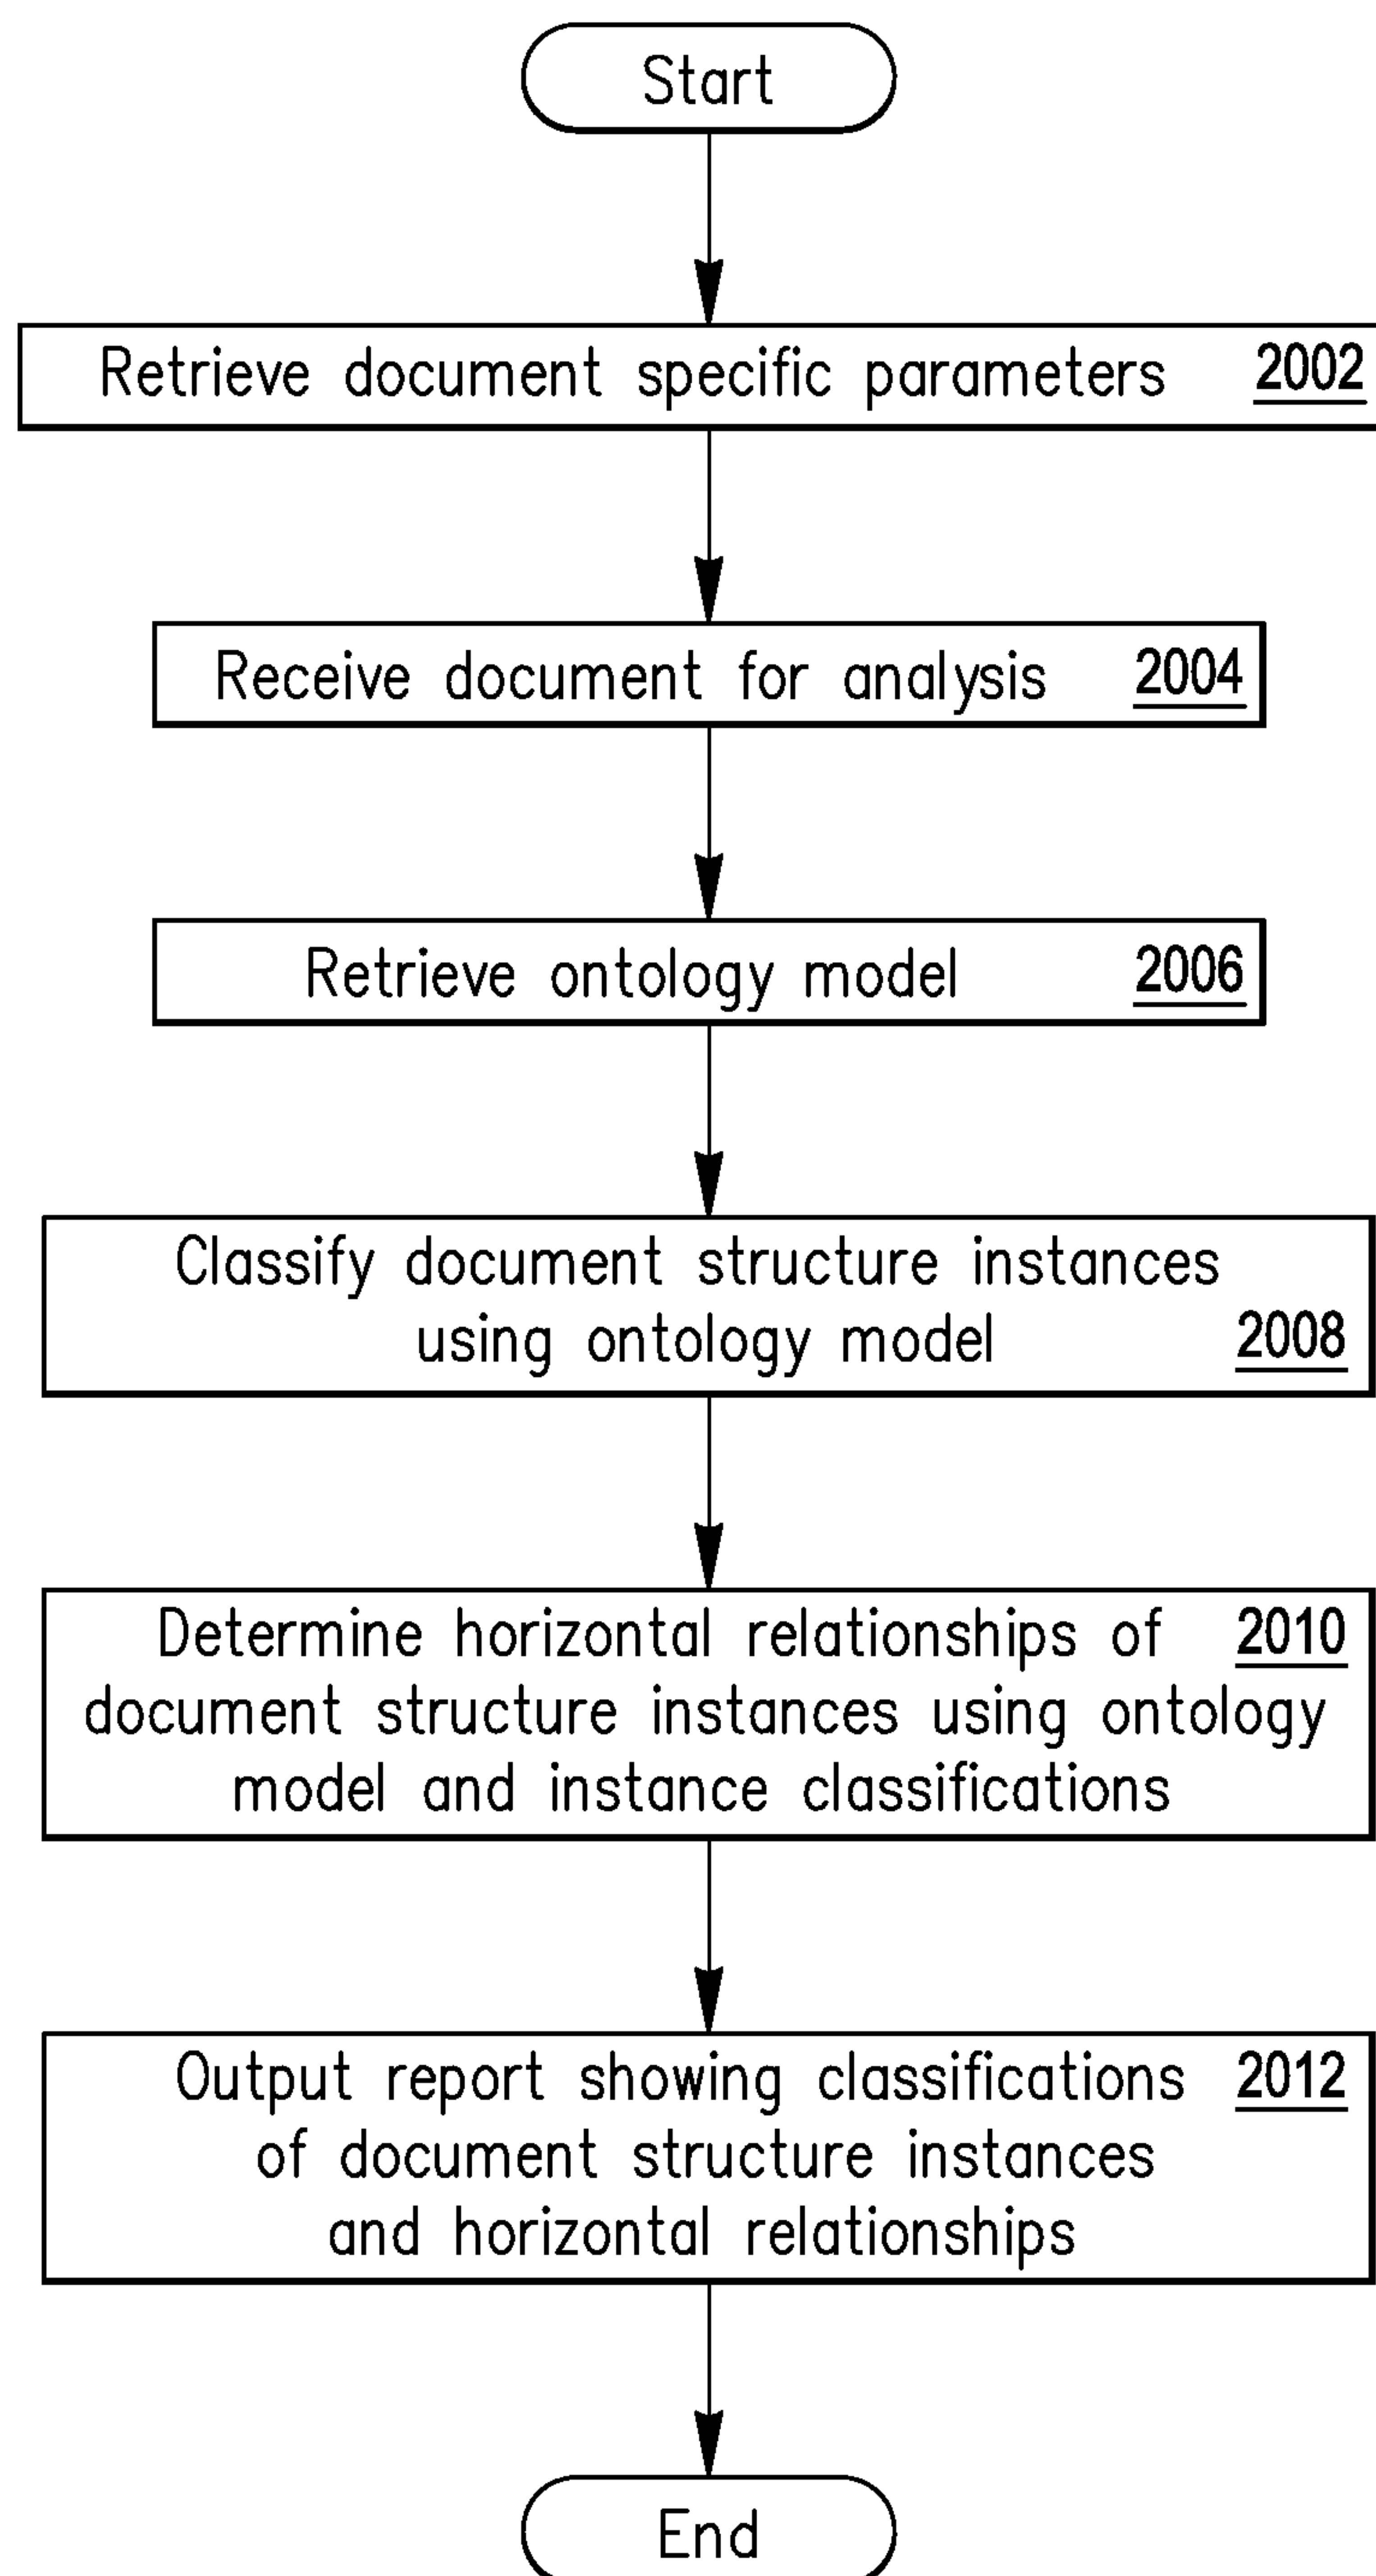 Start
Retrieve document specific parameters 2002
Receive document for analysis 2004
Retrieve ontology model 2006
Classify document structure instances
using ontology model 2008
Determine horizontal relationships of 2010
document structure instances using ontology
model and instance classifications
Output report showing classifications 2012
of document structure instances
and horizontal relationships
End